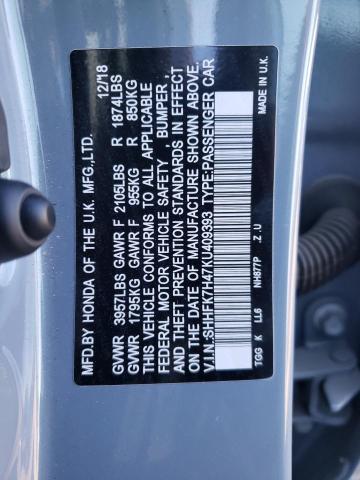 MFD.BY HONDA OF THE U.K. MFG.,LTD. 12/18
GVWR 3957LBS GAWR F 2105LBS R 1874LBS
GVWR 1795KG GAWR F 955KG R 850KG
THIS VEHICLE CONFORMS TO ALL APPLICABLE
FEDERAL MOTOR VEHICLE SAFETY, BUMPER,
AND THEFT PREVENTION STANDARDS IN EFFECT
ON THE DATE OF MANUFACTURE SHOWN ABOVE.
V.I.N.:SHHFK7H47KU409393 TYPE:PASSENGER CAR
TGG K LL6 NH877P .Z .U MADE IN U.K.